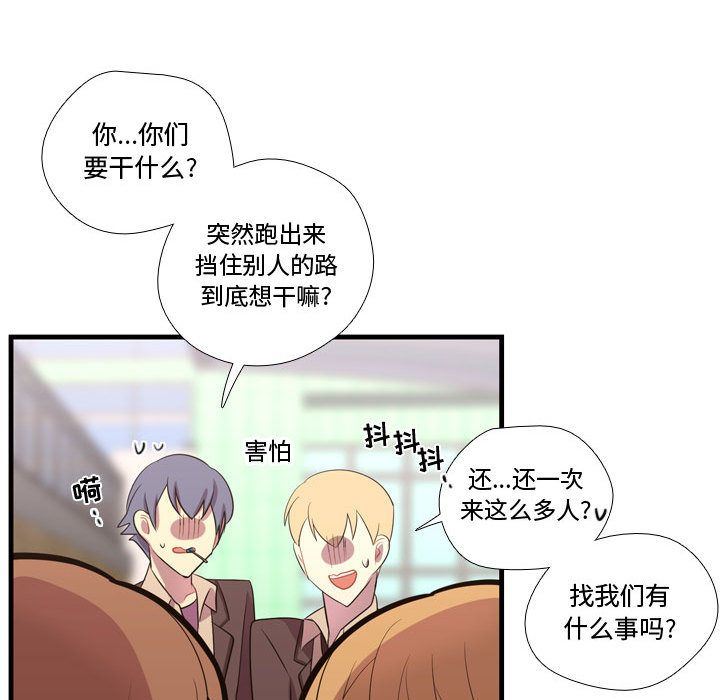 你...你们
要干什么?
突然跑出来
挡住别人的路
到底想干嘛?
害怕
抖抖抖
嗬
还...还一次
来这么多人?
找我们有
什么事吗?